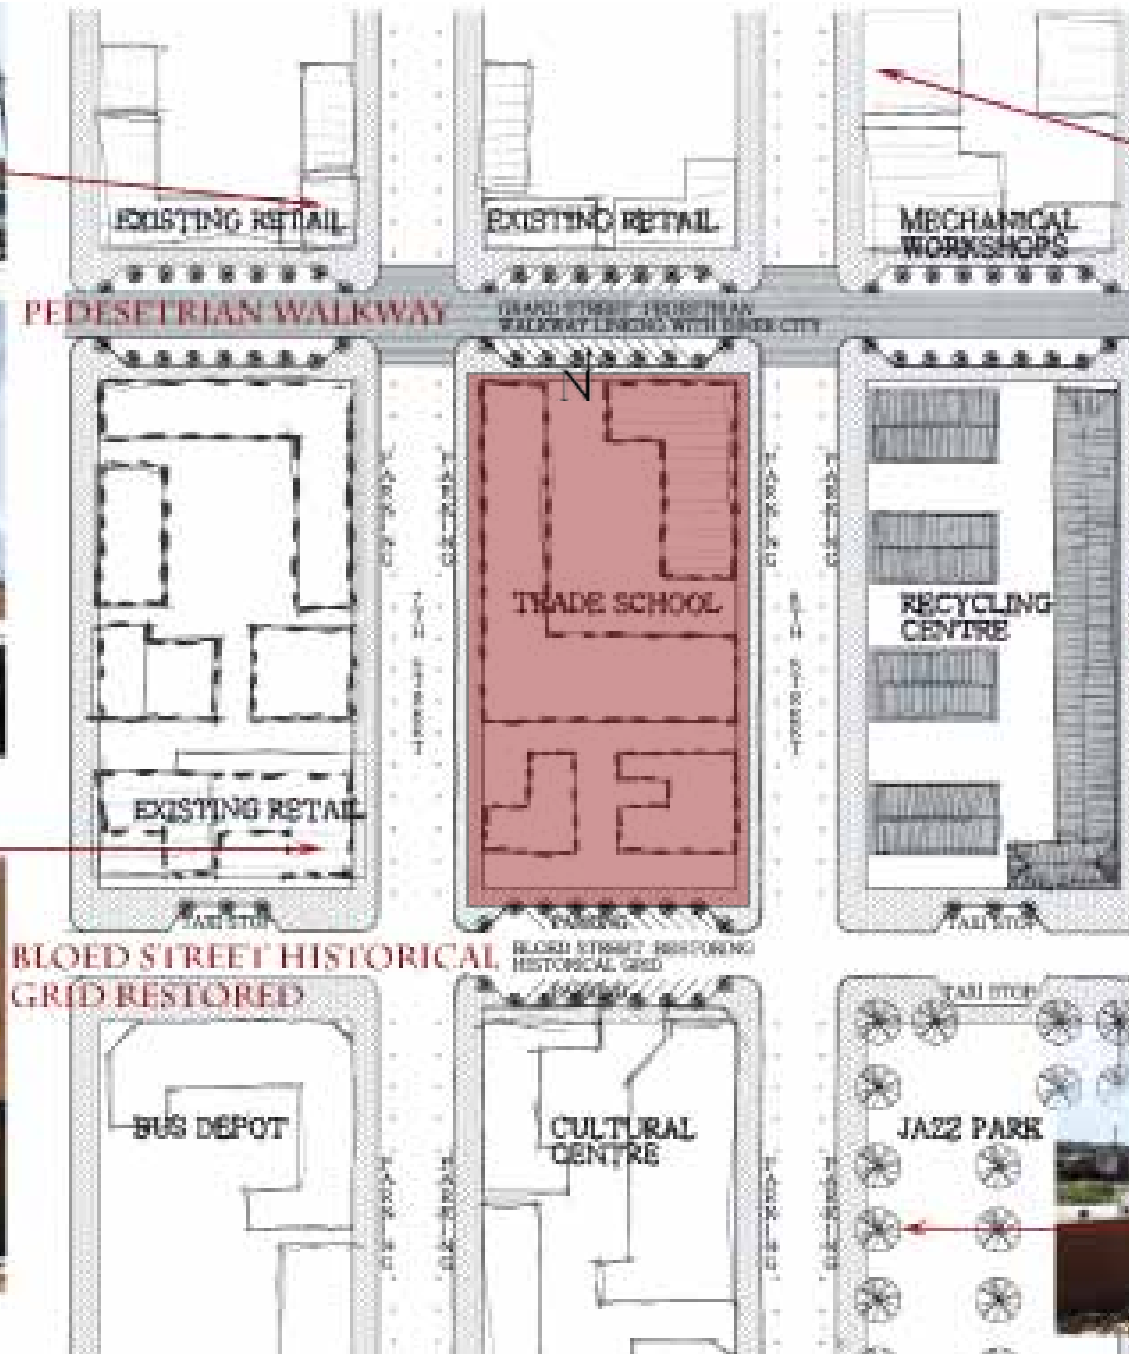 EXISTING RETAIL
EXISTING RETAIL
MECHANICAL
WORKSHOPS
PEDESETRIAN WALKWAY
GRAND STREET PEDESTRIAN
WALKWAY LINKING WITH INNER CITY
N
PARKING
PARKING
PARKING
PARKING
TRADE SCHOOL
RECYCLING
CENTRE
7TH STREET
8TH STREET
EXISTING RETAIL
TAXI STOP
PARKING
TAXI STOP
BLOED STREET HISTORICAL
GRID RESTORED
BLOED STREET RESTORING
HISTORICAL GRID
TAXI STOP
BUS DEPOT
CULTURAL
CENTRE
JAZZ PARK
PARKING
PARKING
PARKING
PARKING